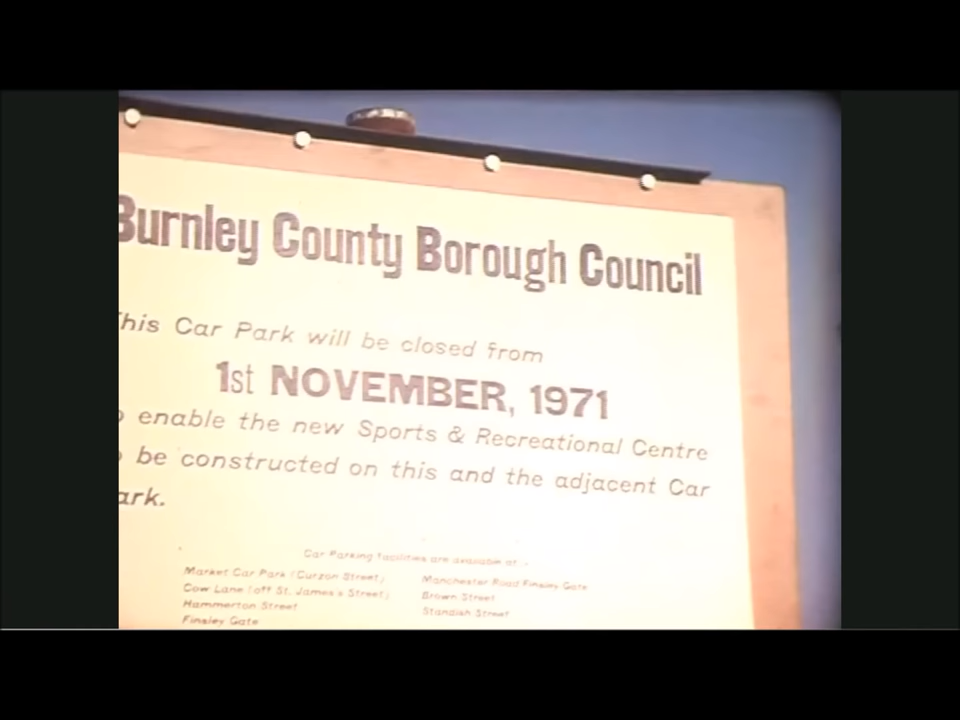 Burnley County Borough Council
This Car Park will be closed from
1st NOVEMBER, 1971
o enable the new Sports & Recreational Centre
be constructed on this and the adjacent Car
ark.
Car Parking facilities are available at :-
Market Car Park (Curzon Street)
Cow Lane (off St. James's Street)
Hammerton Street
Finsley Gate
Manchester Road/Finsley Gate
Brown Street
Standish Street